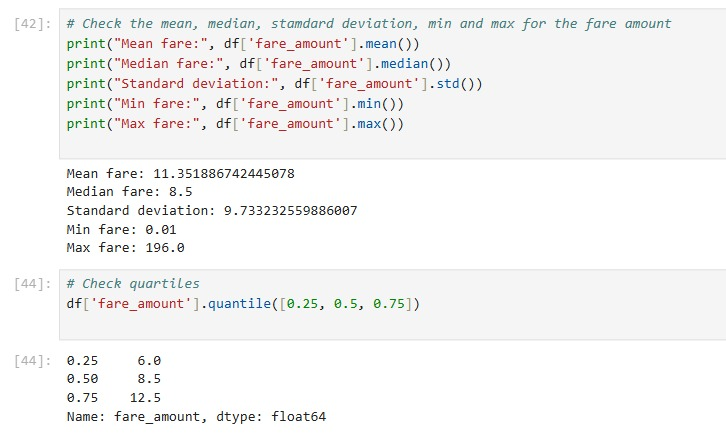 [42]: # Check the mean, median, stamdard deviation, min and max for the fare amount
print("Mean fare:", df['fare_amount'].mean())
print("Median fare:", df['fare_amount'].median())
print("Standard deviation:", df['fare_amount'].std())
print("Min fare:", df['fare_amount'].min())
print("Max fare:", df['fare_amount'].max())
Mean fare: 11.351886742445078
Median fare: 8.5
Standard deviation: 9.733232559886007
Min fare: 0.01
Max fare: 196.0
[44]: # Check quartiles
df['fare_amount'].quantile([0.25, 0.5, 0.75])
[44]: 0.25 6.0
0.50 8.5
0.75 12.5
Name: fare_amount, dtype: float64